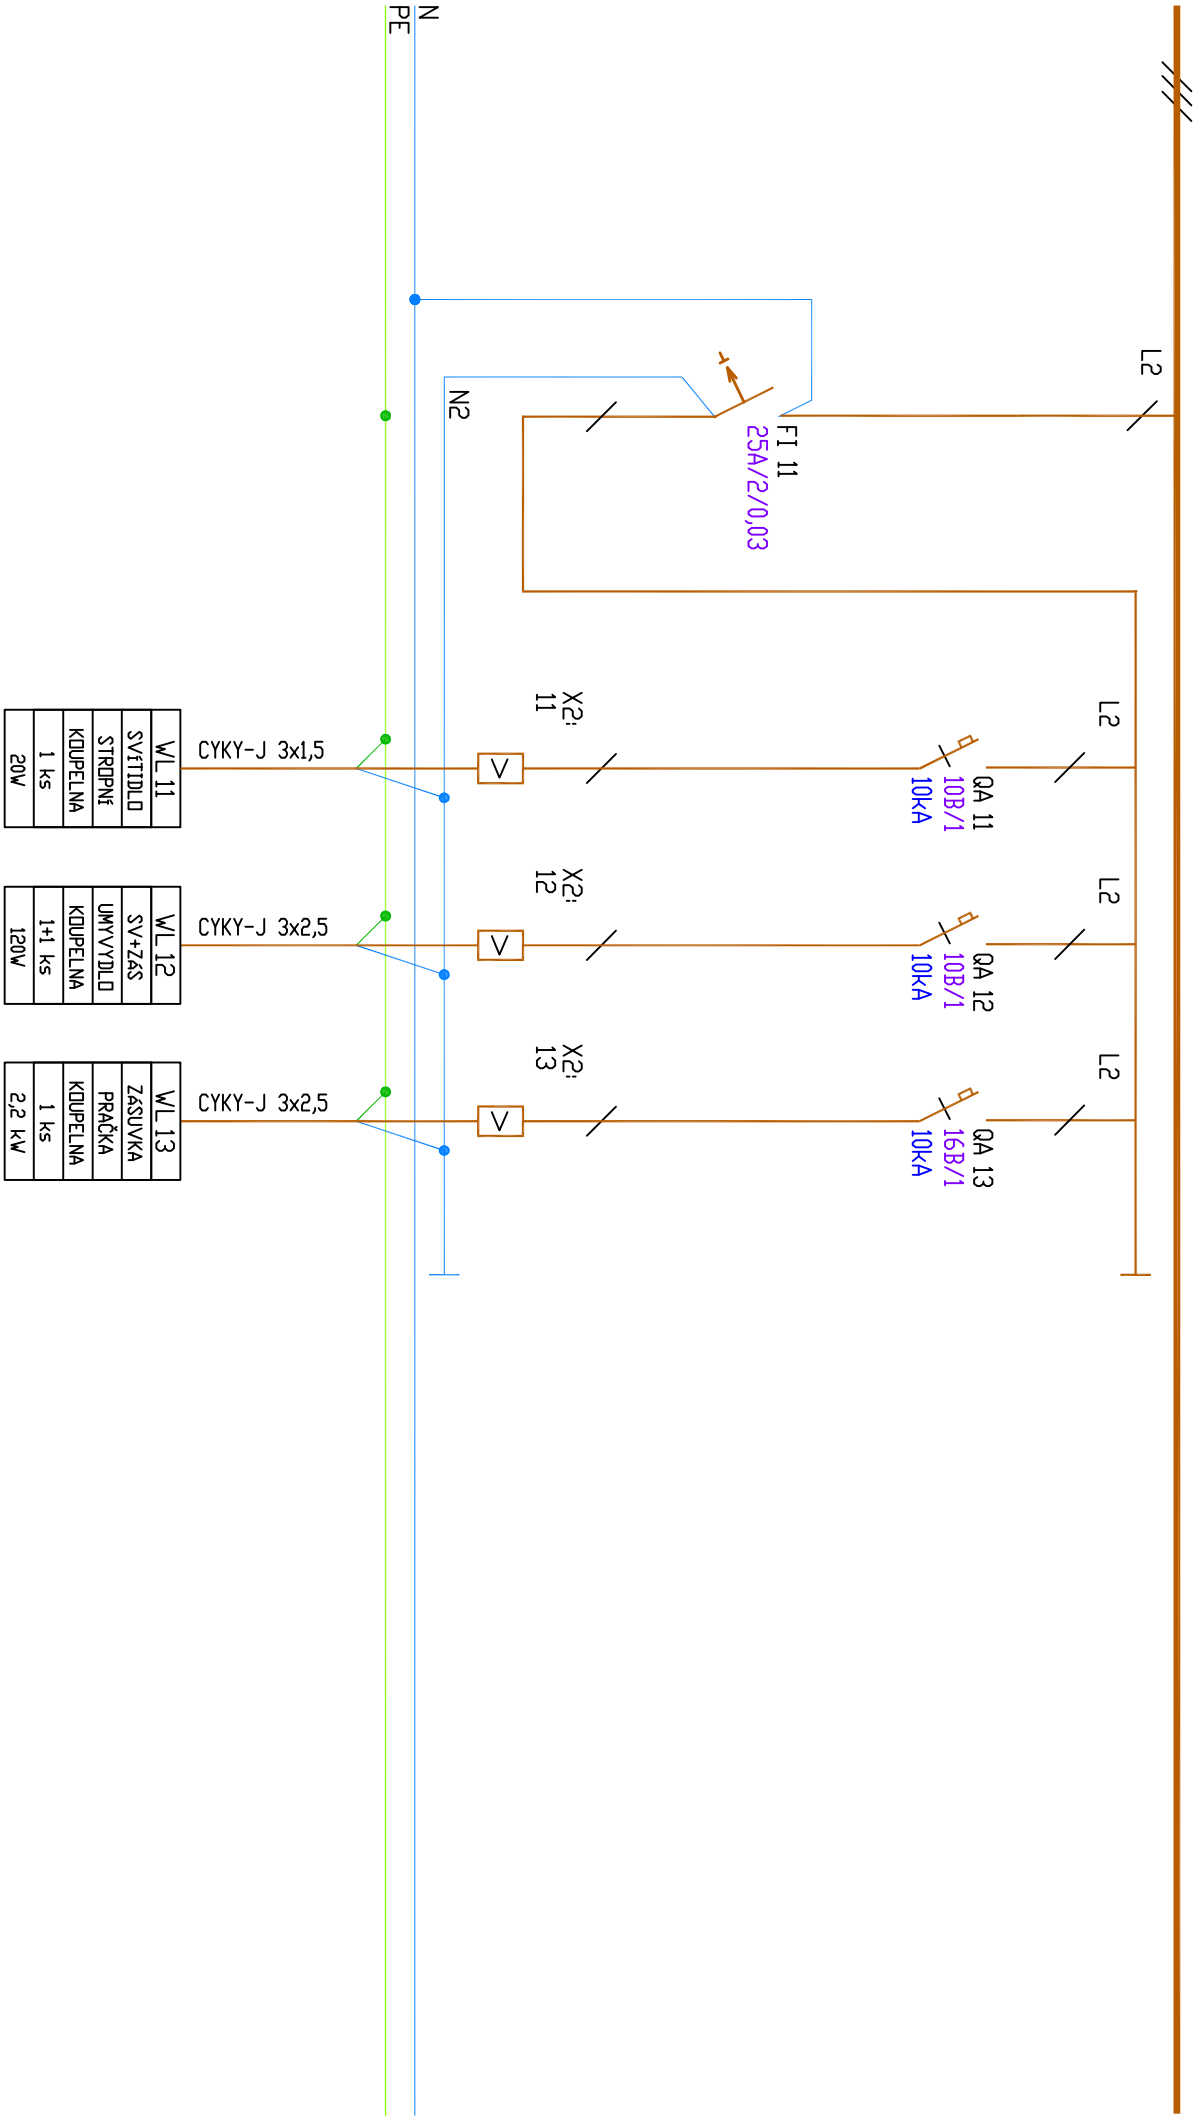 L2
FI 11
25A/2/0,03
N2
N
PE
L2
QA 11
10B/1
10kA
X2:
11
CYKY-J 3x1,5
WL 11
SVÍTIDLO
STROPNÍ
KOUPELNA
1 ks
20W
L2
QA 12
10B/1
10kA
X2:
12
CYKY-J 3x2,5
WL 12
SV+ZÁS
UMYVYDLO
KOUPELNA
1+1 ks
120W
L2
QA 13
16B/1
10kA
X2:
13
CYKY-J 3x2,5
WL 13
ZÁSUVKA
PRAČKA
KOUPELNA
1 ks
2,2 kW